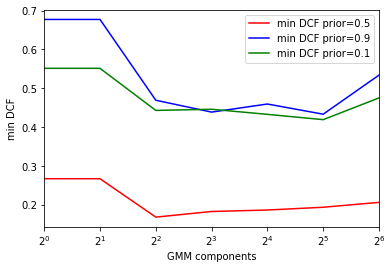 0.7
min DCF prior=0.5
min DCF prior=0.9
min DCF prior=0.1
0.6
0.5
min DCF
0.4
0.3
0.2
2^0 2^1 2^2 2^3 2^4 2^5 2^6
GMM components